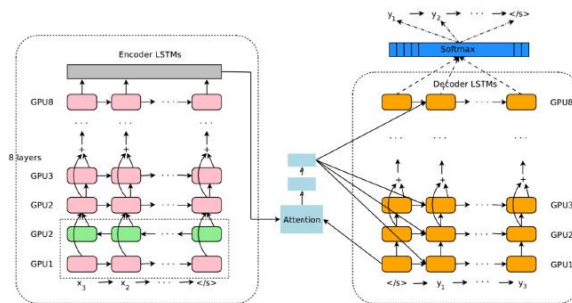 y1 → y2 → · · · → </s>
Softmax
Encoder LSTMs
Decoder LSTMs
GPU8
GPU8
· · ·
· · ·
8 layers
+ + +
+ + +
GPU3
GPU3
GPU2
GPU2
GPU2
Attention
GPU1
GPU1
x3 → x2 → · · · → </s>
</s> → y1 → · · · → y3